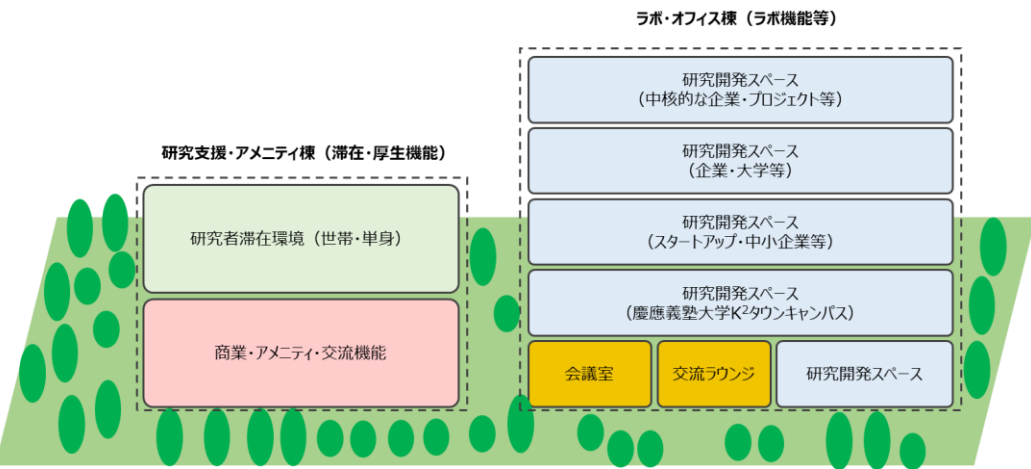 ラボ・オフィス棟（ラボ機能等）
研究開発スペース
（中核的な企業・プロジェクト等）
研究開発スペース
（企業・大学等）
研究開発スペース
（スタートアップ・中小企業等）
研究開発スペース
（慶應義塾大学K²タウンキャンパス）
会議室
交流ラウンジ
研究開発スペース
研究支援・アメニティ棟（滞在・厚生機能）
研究者滞在環境（世帯・単身）
商業・アメニティ・交流機能